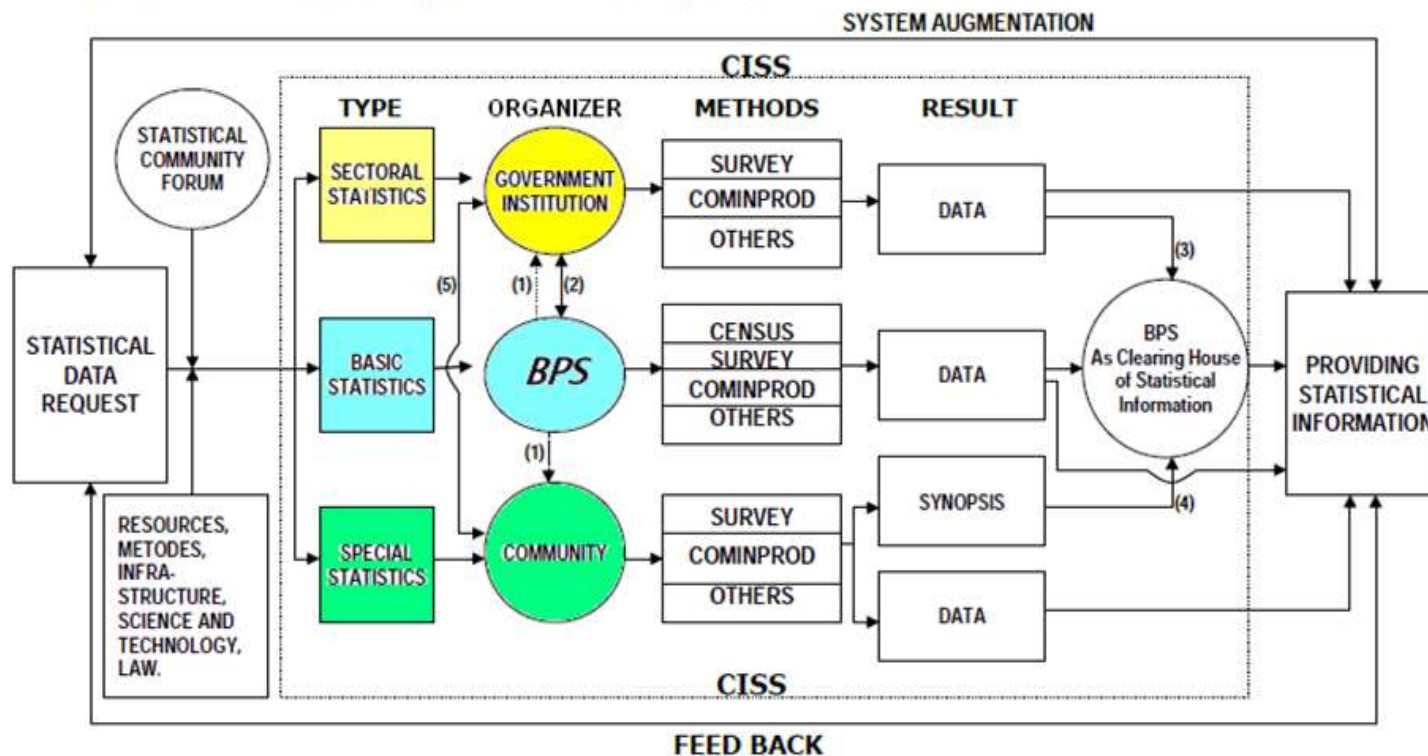 SYSTEM AUGMENTATION
CISS
TYPE
ORGANIZER
METHODS
RESULT
STATISTICAL
COMMUNITY
FORUM
SECTORAL
STATISTICS
GOVERNMENT
INSTITUTION
SURVEY
COMINPROD
OTHERS
DATA
(3)
(5)
(1)
(2)
STATISTICAL
DATA
REQUEST
BASIC
STATISTICS
BPS
CENSUS
SURVEY
COMINPROD
OTHERS
DATA
BPS
As Clearing House
of Statistical
Information
PROVIDING
STATISTICAL
INFORMATION
(1)
RESOURCES,
METODES,
INFRA-
STRUCTURE,
SCIENCE AND
TECHNOLOGY,
LAW.
SPECIAL
STATISTICS
COMMUNITY
SURVEY
COMINPROD
OTHERS
SYNOPSIS
(4)
DATA
CISS
FEED BACK